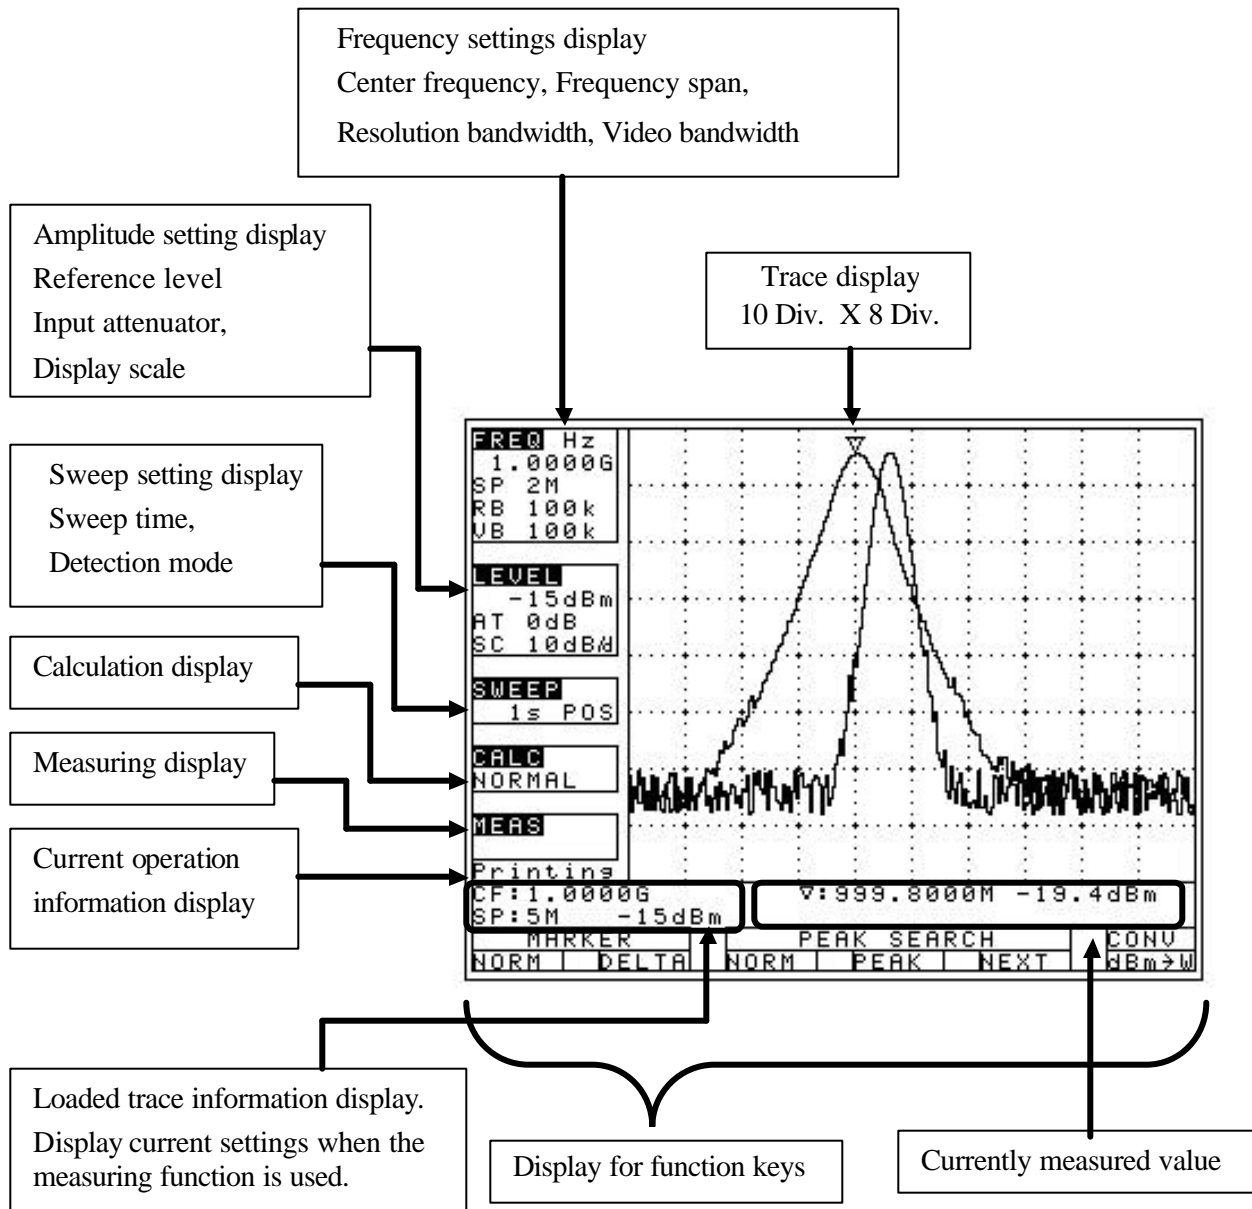 Frequency settings display
Center frequency, Frequency span,
Resolution bandwidth, Video bandwidth
Amplitude setting display
Reference level
Input attenuator,
Display scale
Trace display
10 Div. X 8 Div.
Sweep setting display
Sweep time,
Detection mode
Calculation display
Measuring display
Current operation
information display
FREQ Hz
1.0000G
SP 2M
RB 100k
VB 100k
LEVEL
-15dBm
AT 0dB
SC 10dB/d
SWEEP
1s POS
CALC
NORMAL
MEAS
Printing
CF:1.0000G
SP:5M -15dBm
▽:999.8000M -19.4dBm
MARKER PEAK SEARCH CONV
NORM DELTA NORM PEAK NEXT dBm→W
Loaded trace information display.
Display current settings when the
measuring function is used.
Display for function keys
Currently measured value